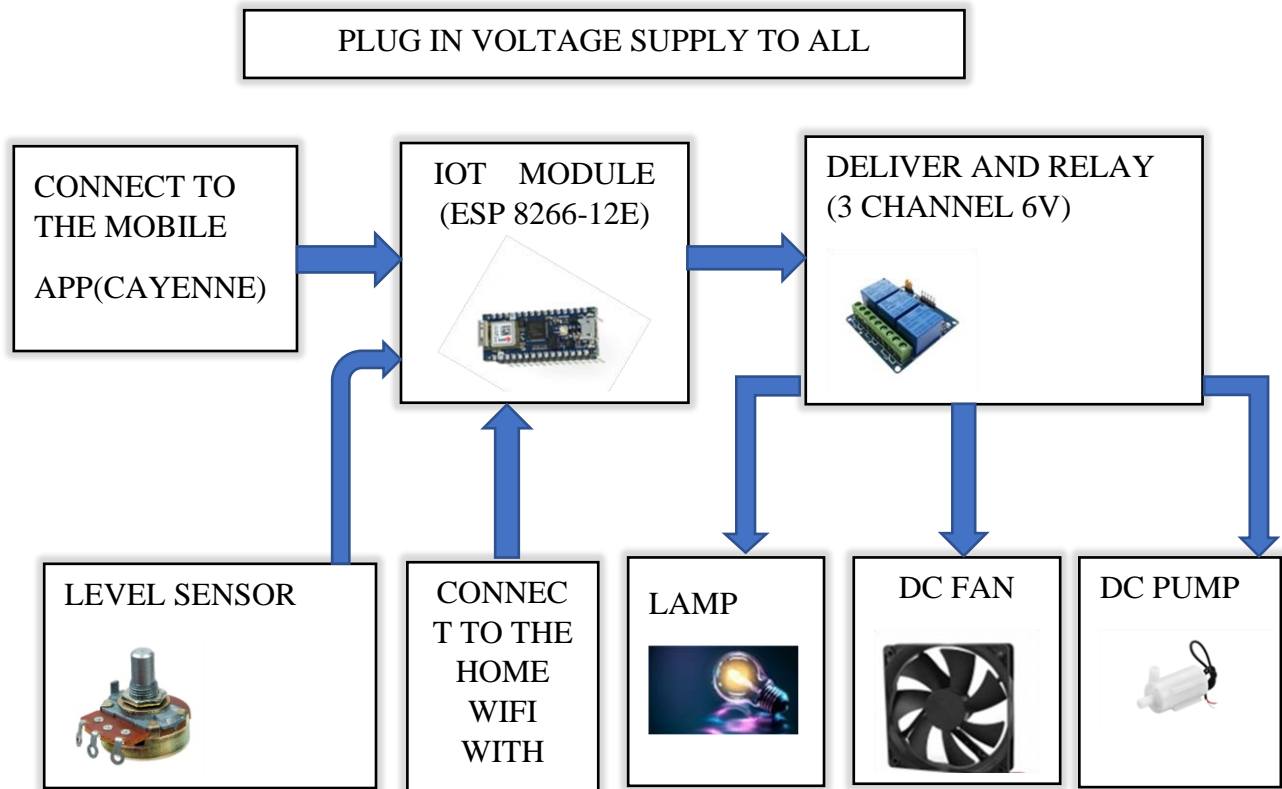 PLUG IN VOLTAGE SUPPLY TO ALL
CONNECT TO
THE MOBILE
APP(CAYENNE)
IOT MODULE
(ESP 8266-12E)
DELIVER AND RELAY
(3 CHANNEL 6V)
LEVEL SENSOR
CONNEC
T TO THE
HOME
WIFI
WITH
LAMP
DC FAN
DC PUMP